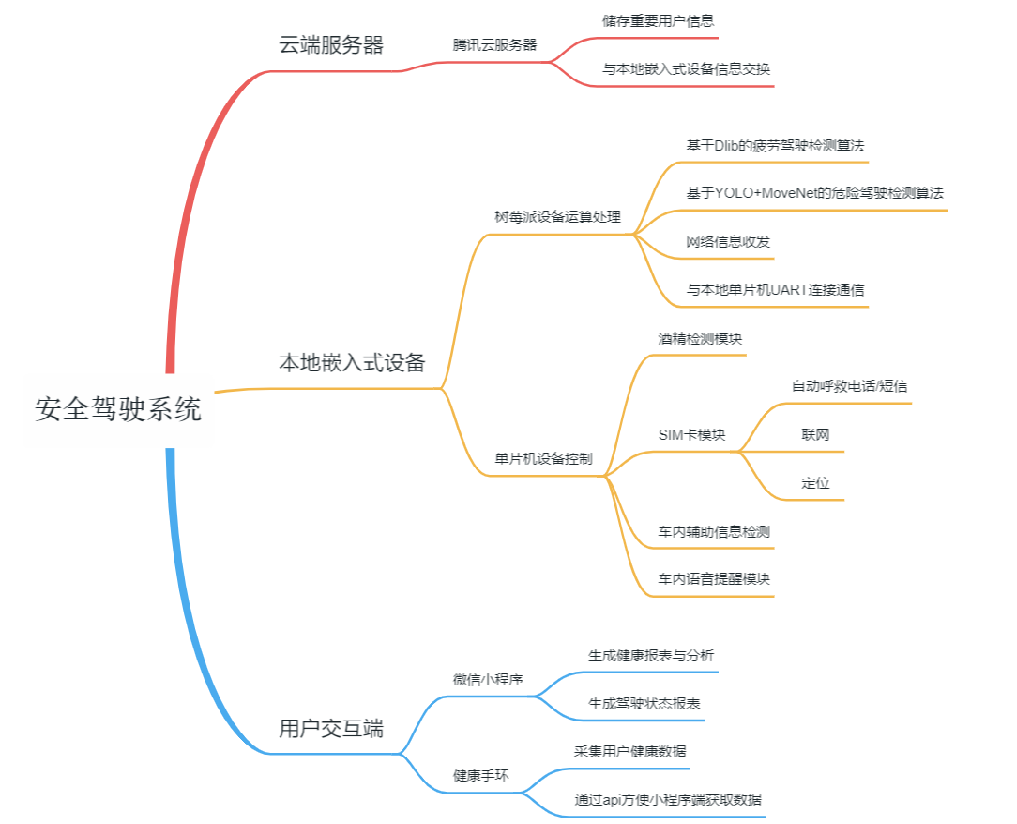 安全驾驶系统
云端服务器
腾讯云服务器
储存重要用户信息
与本地嵌入式设备信息交换
本地嵌入式设备
树莓派设备运算处理
基于Dlib的疲劳驾驶检测算法
基于YOLO+MoveNet的危险驾驶检测算法
网络信息收发
与本地单片机UART连接通信
单片机设备控制
酒精检测模块
SIM卡模块
自动呼救电话/短信
联网
定位
车内辅助信息检测
车内语音提醒模块
用户交互端
微信小程序
生成健康报表与分析
生成驾驶状态报表
健康手环
采集用户健康数据
通过api方便小程序端获取数据